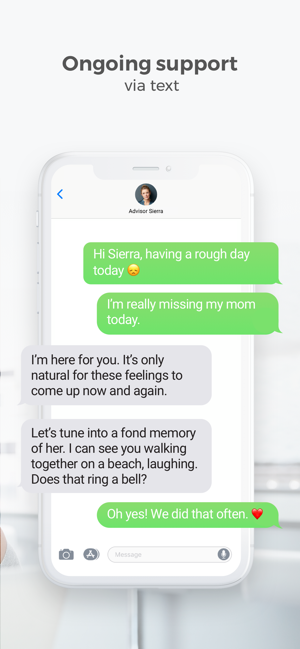 Ongoing support
via text
Advisor Sierra
Hi Sierra, having a rough day
today 😞
I'm really missing my mom
today.
I'm here for you. It's only
natural for these feelings to
come up now and again.
Let's tune into a fond memory
of her. I can see you walking
together on a beach, laughing.
Does that ring a bell?
Oh yes! We did that often. ❤️
Message